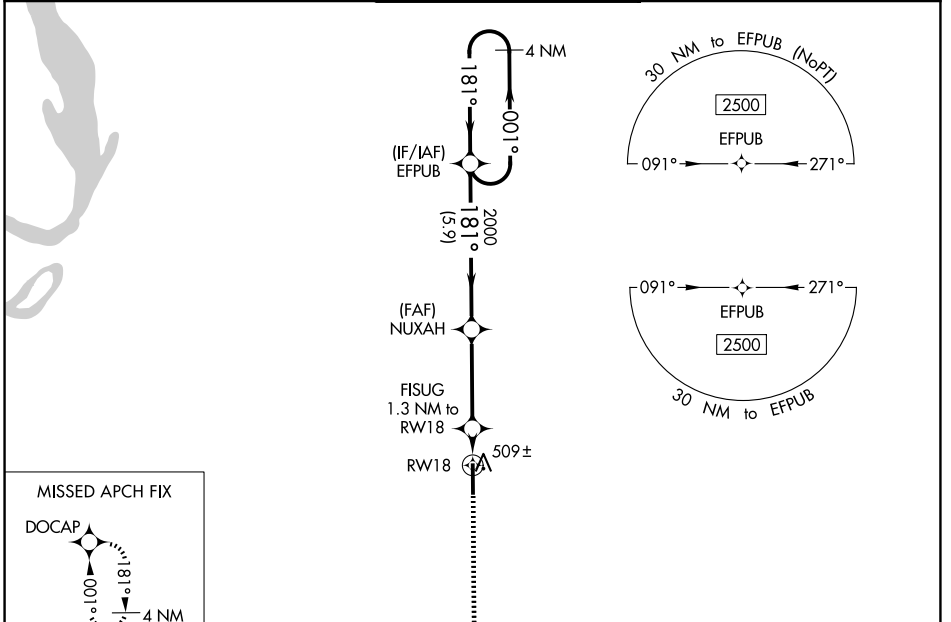 4 NM
181°
001°
(IF/IAF)
EFPUB
2000
181°
(5.9)
(FAF)
NUXAH
FISUG
1.3 NM to
RW18
RW18
509±
30 NM to EFPUB (NoPT)
2500
EFPUB
091°
271°
091°
271°
EFPUB
2500
30 NM to EFPUB
MISSED APCH FIX
DOCAP
001°
181°
4 NM